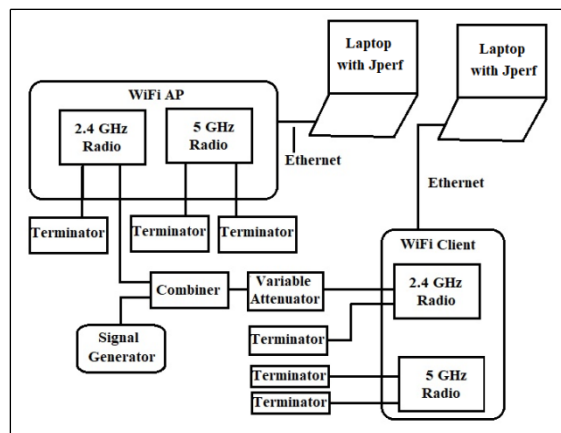 Laptop
with Jperf
Laptop
with Jperf
WiFi AP
2.4 GHz
Radio
5 GHz
Radio
Ethernet
Ethernet
Terminator
Terminator
Terminator
WiFi Client
Combiner
Variable
Attenuator
2.4 GHz
Radio
Signal
Generator
Terminator
Terminator
Terminator
5 GHz
Radio